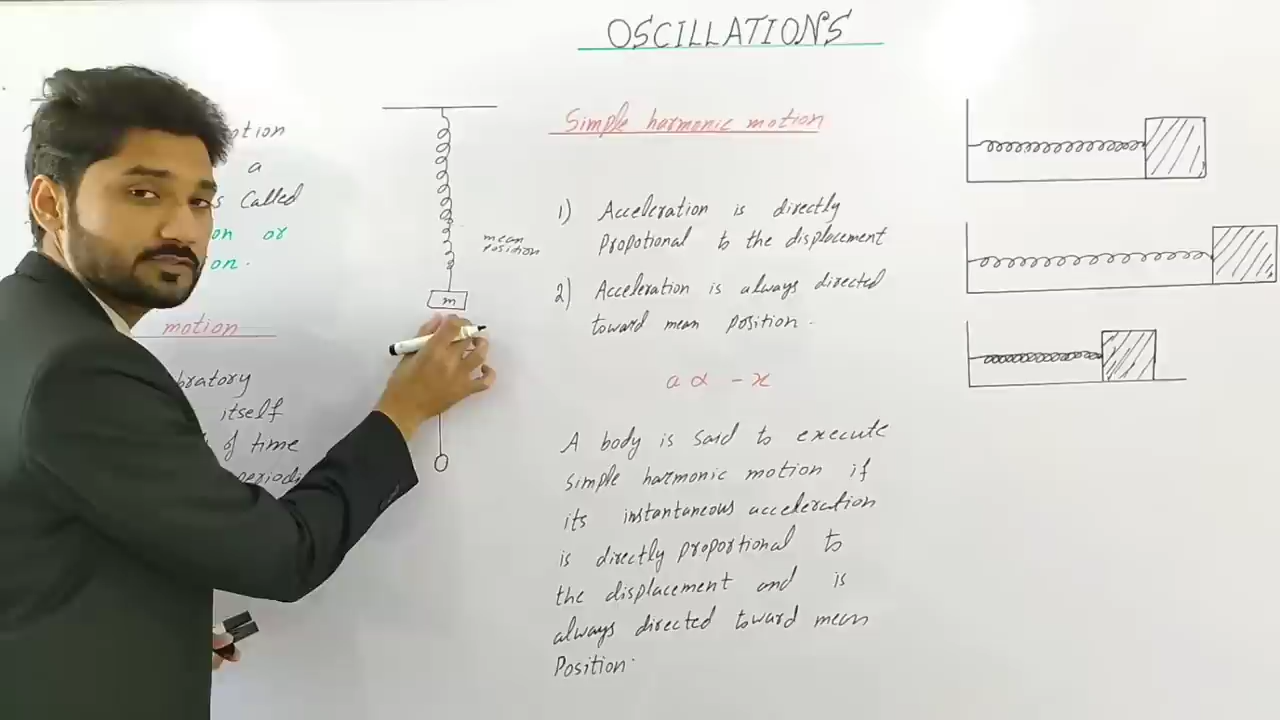 OSCILLATIONS
otion
a
s Called
on or
on.
motion
bratory
itself
of time
periodi
mean
position
m
Simple harmonic motion
1) Acceleration is directly
propotional to the displacement
2) Acceleration is always directed
toward mean position.
a α - x
A body is said to execute
simple harmonic motion if
its instantaneous acceleration
is directly proportional to
the displacement and is
always directed toward mean
Position.